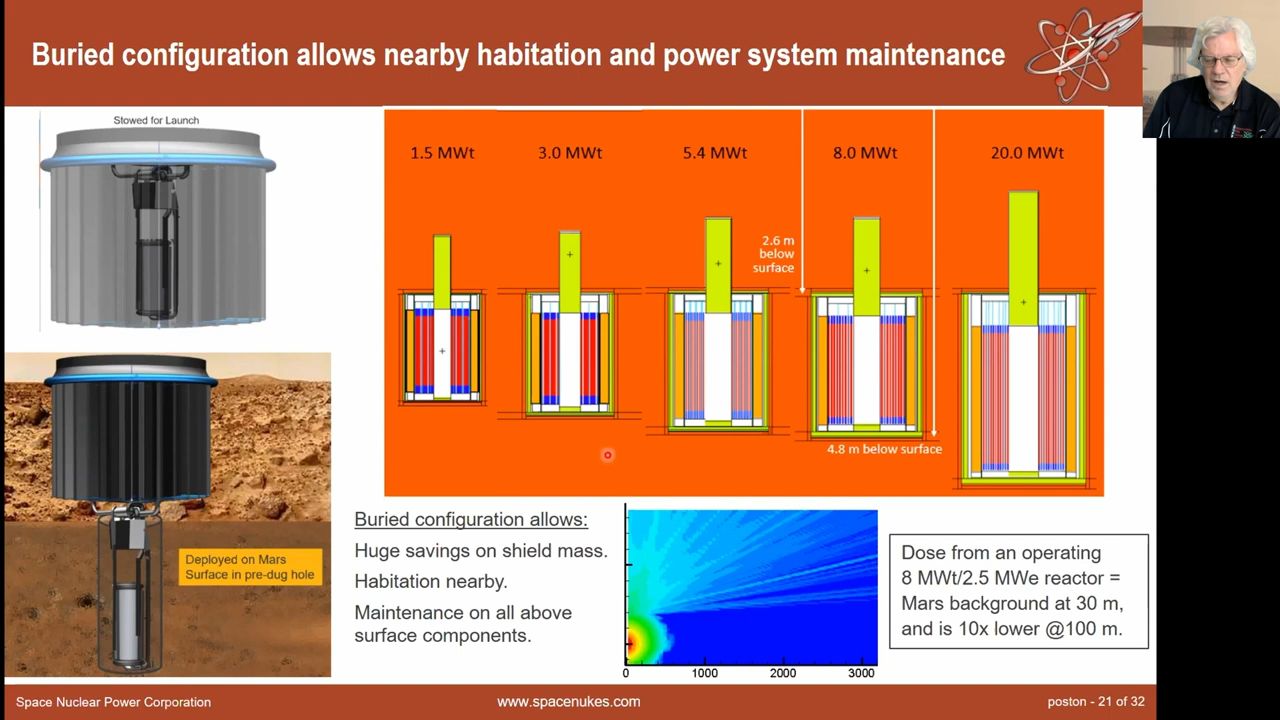 Buried configuration allows nearby habitation and power system maintenance
Stowed for Launch
Deployed on Mars
Surface in pre-dug hole
1.5 MWt
3.0 MWt
5.4 MWt
8.0 MWt
20.0 MWt
2.6 m
below
surface
4.8 m below surface
Buried configuration allows:
Huge savings on shield mass.
Habitation nearby.
Maintenance on all above
surface components.
0
1000
2000
3000
Dose from an operating
8 MWt/2.5 MWe reactor =
Mars background at 30 m,
and is 10x lower @100 m.
Space Nuclear Power Corporation
www.spacenukes.com
poston - 21 of 32